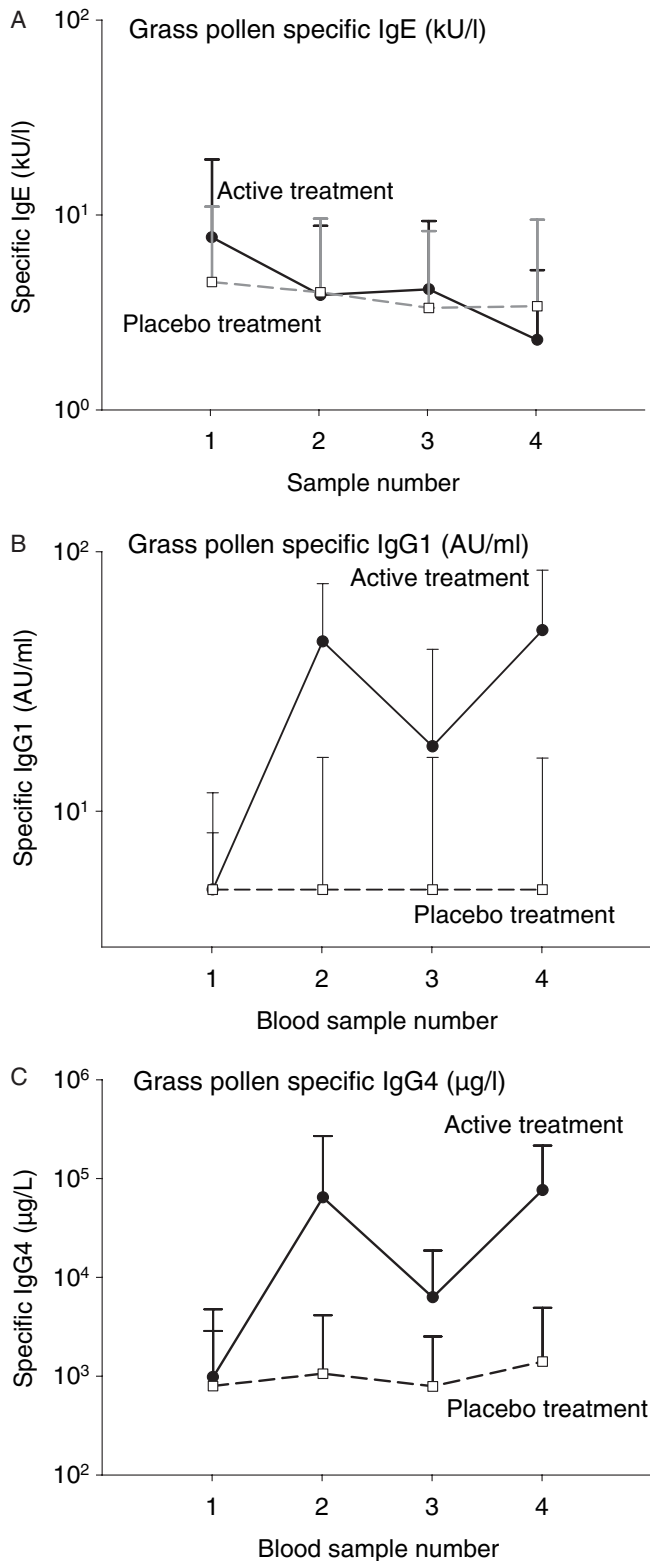 A
Grass pollen specific IgE (kU/l)
10²
10¹
10⁰
Specific IgE (kU/l)
Active treatment
Placebo treatment
1 2 3 4
Sample number
B
Grass pollen specific IgG1 (AU/ml)
10²
10¹
Specific IgG1 (AU/ml)
Active treatment
Placebo treatment
1 2 3 4
Blood sample number
C
Grass pollen specific IgG4 (µg/l)
10⁶
10⁵
10⁴
10³
10²
Specific IgG4 (µg/L)
Active treatment
Placebo treatment
1 2 3 4
Blood sample number